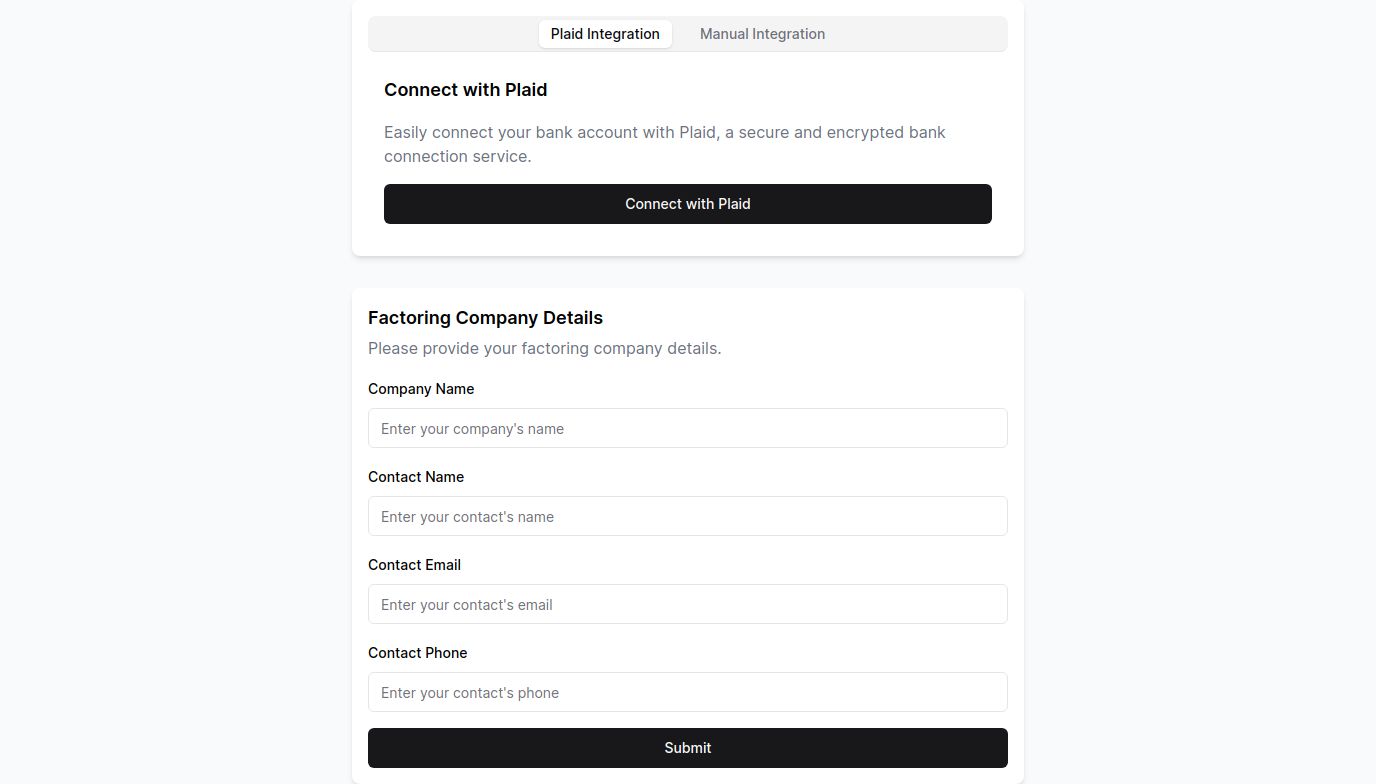 Plaid Integration
Manual Integration
Connect with Plaid
Easily connect your bank account with Plaid, a secure and encrypted bank
connection service.
Connect with Plaid
Factoring Company Details
Please provide your factoring company details.
Company Name
Enter your company's name
Contact Name
Enter your contact's name
Contact Email
Enter your contact's email
Contact Phone
Enter your contact's phone
Submit